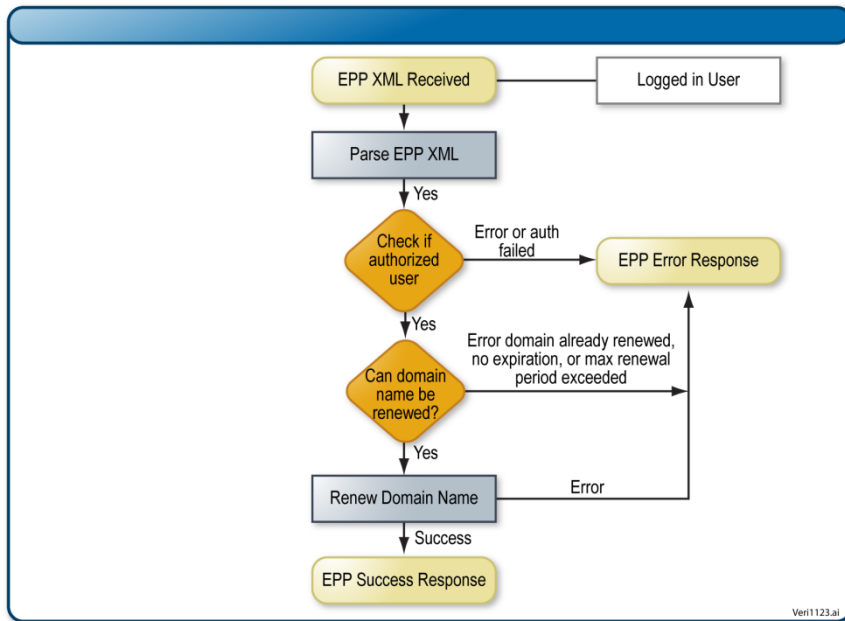 EPP XML Received
Logged in User
Parse EPP XML
Yes
Check if
authorized
user
Error or auth
failed
EPP Error Response
Yes
Error domain already renewed,
no expiration, or max renewal
period exceeded
Can domain
name be
renewed?
Yes
Renew Domain Name
Error
Success
EPP Success Response
Veri1123.ai